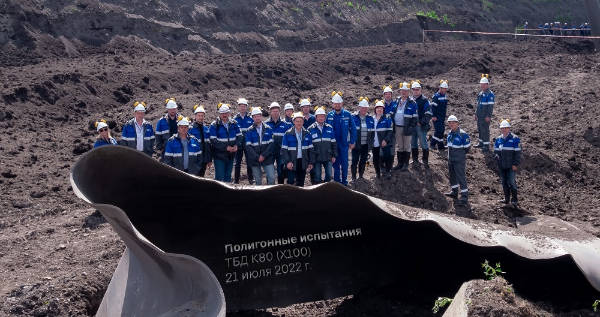 Полигонные испытания
ТБД К80 (Х100)
21 июля 2022 г.